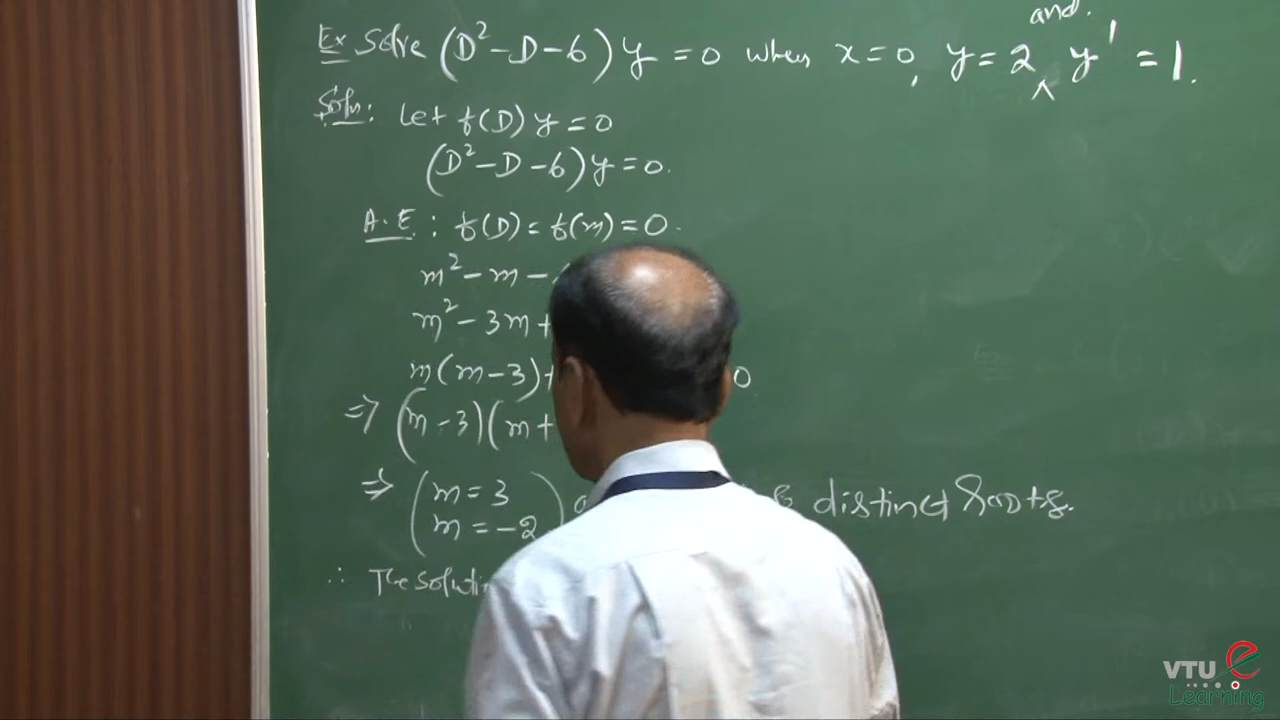 and.
Ex Solve (D² - D - 6) y = 0 when x = 0, y = 2 ^ y' = 1.
Soln: Let f(D) y = 0
(D² - D - 6) y = 0.
A.E: f(D) = f(m) = 0.
m² - m -
m² - 3m +
m(m - 3) + 0
⇒ (m - 3)(m +
⇒ (m = 3
m = -2) distinct roots.
∴ The solution
VTU e
Learning